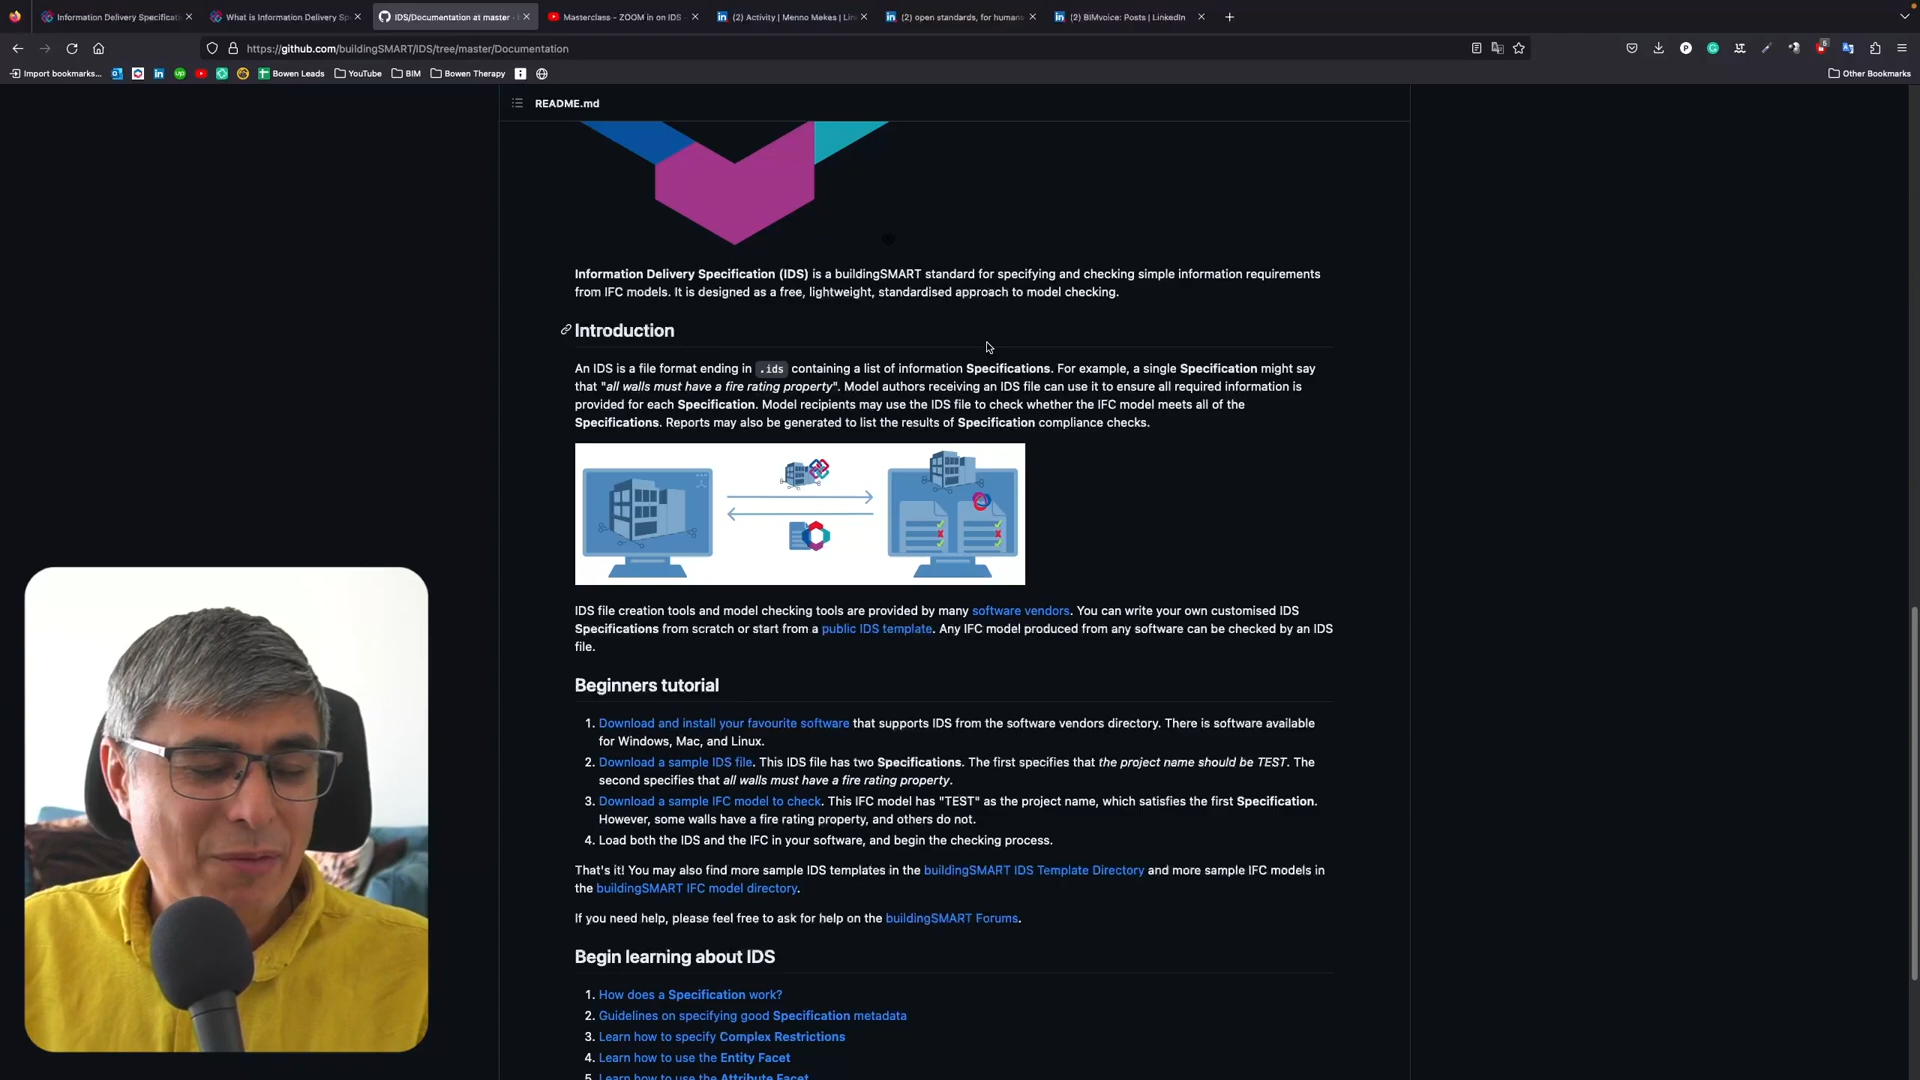 Information Delivery Specificati
What is Information Delivery Sp
IDS/Documentation at master ·
Masterclass - ZOOM in on IDS
(2) Activity | Menno Mekes | Lin
(2) open standards, for humans
(2) BIMvoice: Posts | LinkedIn
https://github.com/buildingSMART/IDS/tree/master/Documentation
Import bookmarks...
Bowen Leads
YouTube
BIM
Bowen Therapy
Other Bookmarks
README.md
Information Delivery Specification (IDS) is a buildingSMART standard for specifying and checking simple information requirements
from IFC models. It is designed as a free, lightweight, standardised approach to model checking.
Introduction
An IDS is a file format ending in .ids containing a list of information Specifications. For example, a single Specification might say
that "all walls must have a fire rating property". Model authors receiving an IDS file can use it to ensure all required information is
provided for each Specification. Model recipients may use the IDS file to check whether the IFC model meets all of the
Specifications. Reports may also be generated to list the results of Specification compliance checks.
IDS file creation tools and model checking tools are provided by many software vendors. You can write your own customised IDS
Specifications from scratch or start from a public IDS template. Any IFC model produced from any software can be checked by an IDS
file.
Beginners tutorial
1. Download and install your favourite software that supports IDS from the software vendors directory. There is software available
for Windows, Mac, and Linux.
2. Download a sample IDS file. This IDS file has two Specifications. The first specifies that the project name should be TEST. The
second specifies that all walls must have a fire rating property.
3. Download a sample IFC model to check. This IFC model has "TEST" as the project name, which satisfies the first Specification.
However, some walls have a fire rating property, and others do not.
4. Load both the IDS and the IFC in your software, and begin the checking process.
That's it! You may also find more sample IDS templates in the buildingSMART IDS Template Directory and more sample IFC models in
the buildingSMART IFC model directory.
If you need help, please feel free to ask for help on the buildingSMART Forums.
Begin learning about IDS
1. How does a Specification work?
2. Guidelines on specifying good Specification metadata
3. Learn how to specify Complex Restrictions
4. Learn how to use the Entity Facet
5. Learn how to use the Attribute Facet